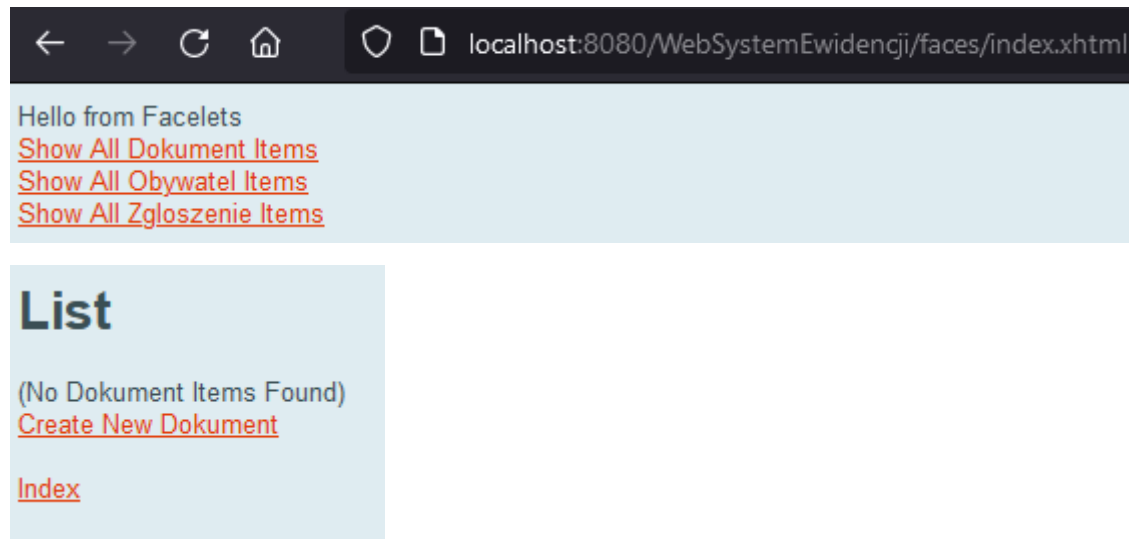 localhost:8080/WebSystemEwidencji/faces/index.xhtml
Hello from Facelets
Show All Dokument Items
Show All Obywatel Items
Show All Zgloszenie Items
List
(No Dokument Items Found)
Create New Dokument
Index